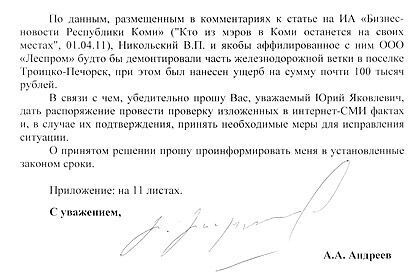 По данным, размещенным в комментариях к статье на ИА «Бизнес-
новости Республики Коми» ("Кто из мэров в Коми останется на своих
местах", 01.04.11), Никольский В.П. и якобы аффилированное с ним ООО
«Леспром» будто бы демонтировали часть железнодорожной ветки в поселке
Троицко-Печорск, при этом был нанесен ущерб на сумму почти 100 тысяч
рублей.
В связи с чем, убедительно прошу Вас, уважаемый Юрий Яковлевич,
дать распоряжение провести проверку изложенных в интернет-СМИ фактах
и, в случае их подтверждения, принять необходимые меры для исправления
ситуации.
О принятом решении прошу проинформировать меня в установленные
законом сроки.
Приложение: на 11 листах.
С уважением,
А.А. Андреев